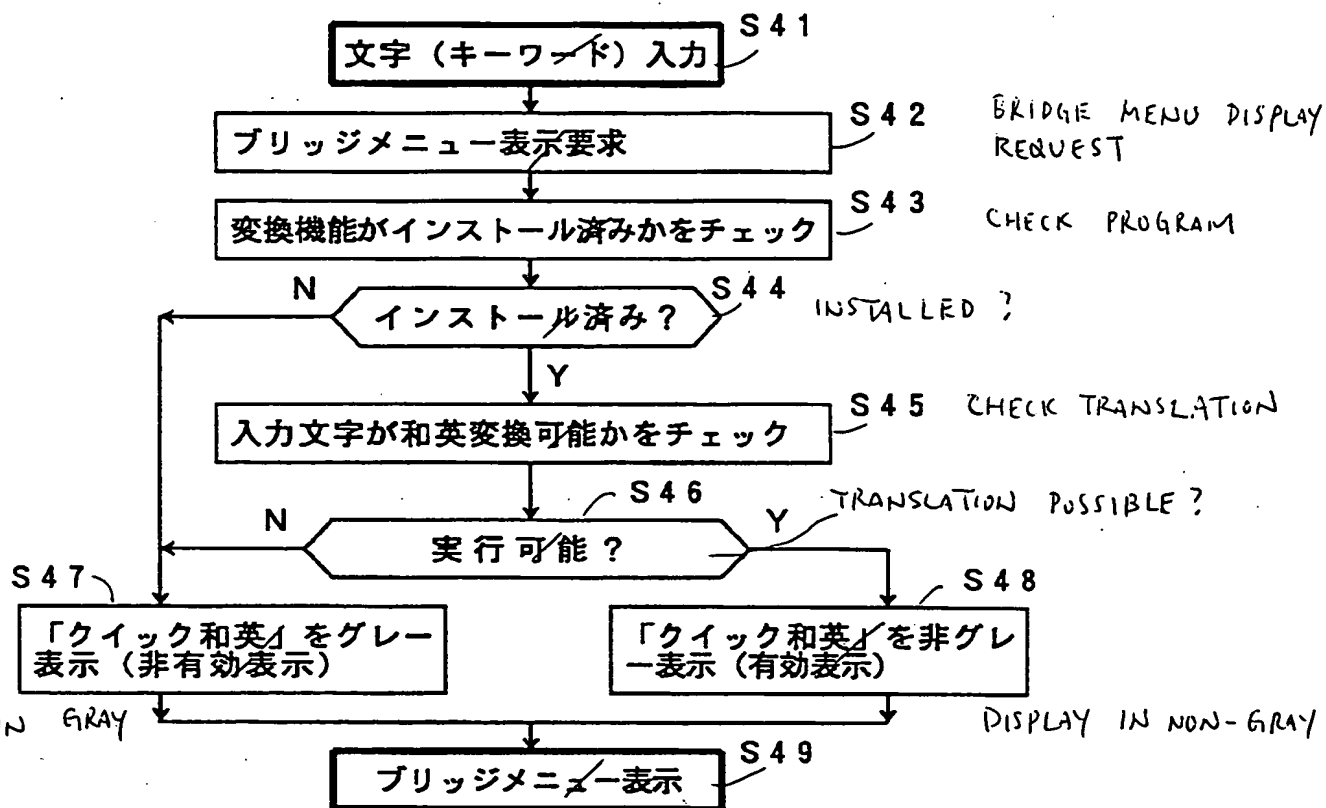 S41
文字（キーワード）入力
S42
BRIDGE MENU DISPLAY
REQUEST
ブリッジメニュー表示要求
S43
変換機能がインストール済みかをチェック
CHECK PROGRAM
N
S44
インストール済み？
INSTALLED ?
Y
S45
CHECK TRANSLATION
入力文字が和英変換可能かをチェック
S46
TRANSLATION POSSIBLE ?
N
Y
実行可能？
S47
S48
「クイック和英」をグレー
表示（非有効表示）
「クイック和英」を非グレ
ー表示（有効表示）
GRAY
DISPLAY IN NON-GRAY
S49
ブリッジメニュー表示